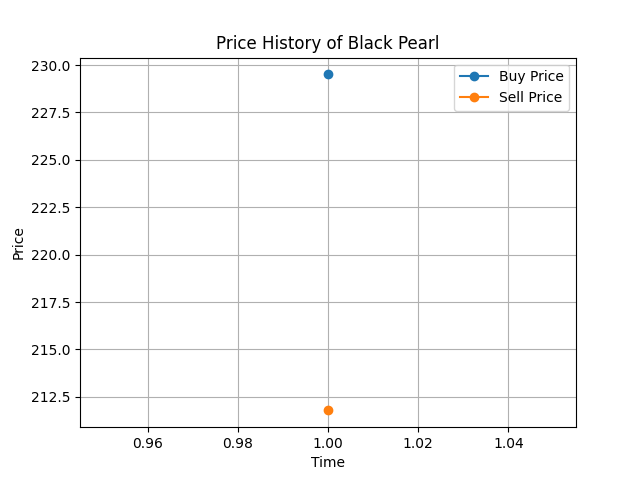 Price History of Black Pearl
Buy Price
Sell Price
230.0
227.5
225.0
222.5
220.0
217.5
215.0
212.5
Price
0.96
0.98
1.00
1.02
1.04
Time